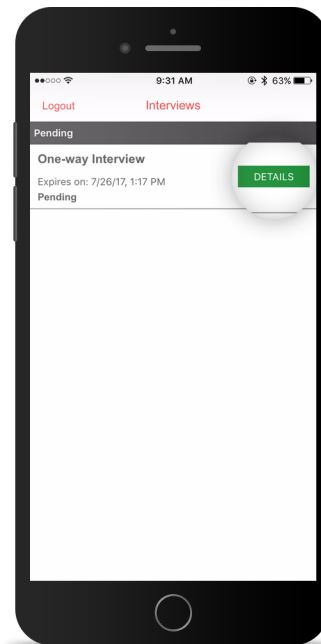 9:31 AM 63%
Logout Interviews
Pending
One-way Interview
Expires on: 7/26/17, 1:17 PM
DETAILS
Pending